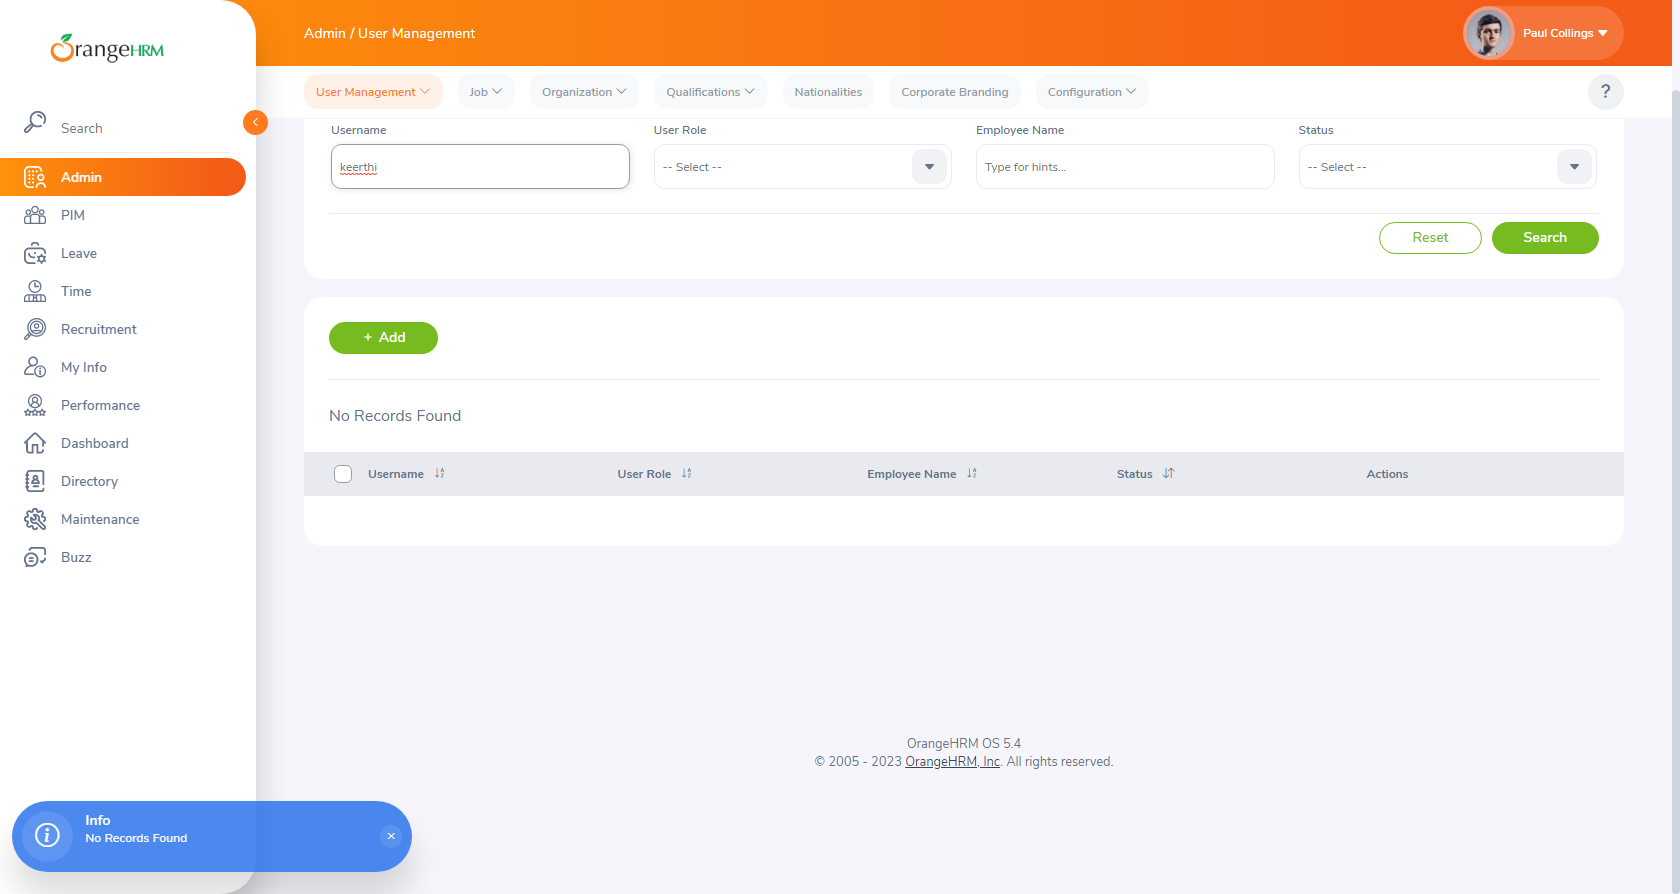 OrangeHRM
Admin / User Management
Paul Collings
User Management
Job
Organization
Qualifications
Nationalities
Corporate Branding
Configuration
?
Search
Admin
PIM
Leave
Time
Recruitment
My Info
Performance
Dashboard
Directory
Maintenance
Buzz
Username
User Role
Employee Name
Status
keerthi
-- Select --
Type for hints...
-- Select --
Reset
Search
+ Add
No Records Found
Username
User Role
Employee Name
Status
Actions
OrangeHRM OS 5.4
© 2005 - 2023 OrangeHRM, Inc. All rights reserved.
Info
No Records Found
×